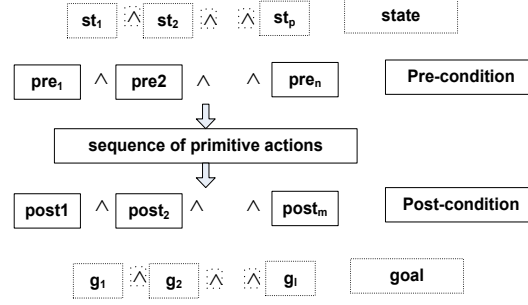 st₁ ∧ st₂ ∧ ∧ stₚ state
pre₁ ∧ pre2 ∧ ∧ preₙ Pre-condition
sequence of primitive actions
post1 ∧ post₂ ∧ ∧ postₘ Post-condition
g₁ ∧ g₂ ∧ ∧ gₗ goal